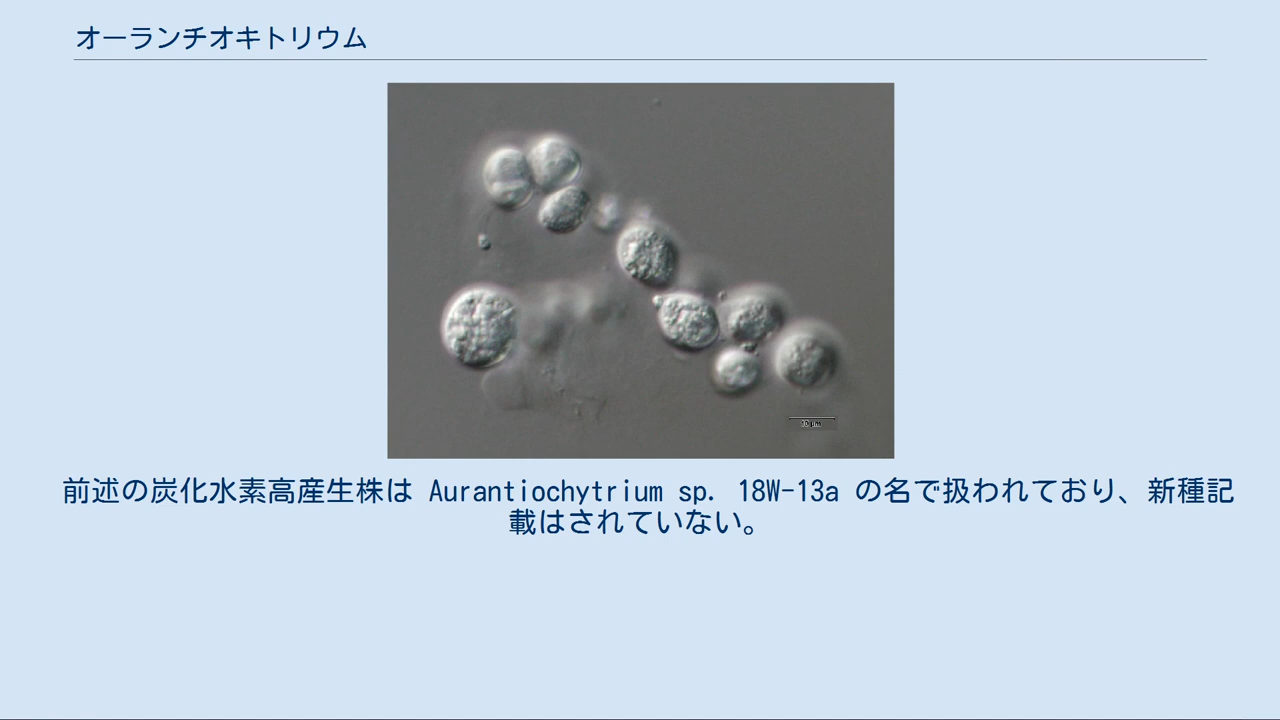 オーランチオキトリウム
10 µm
前述の炭化水素高産生株は Aurantiochytrium sp. 18W-13a の名で扱われており、新種記
載はされていない。